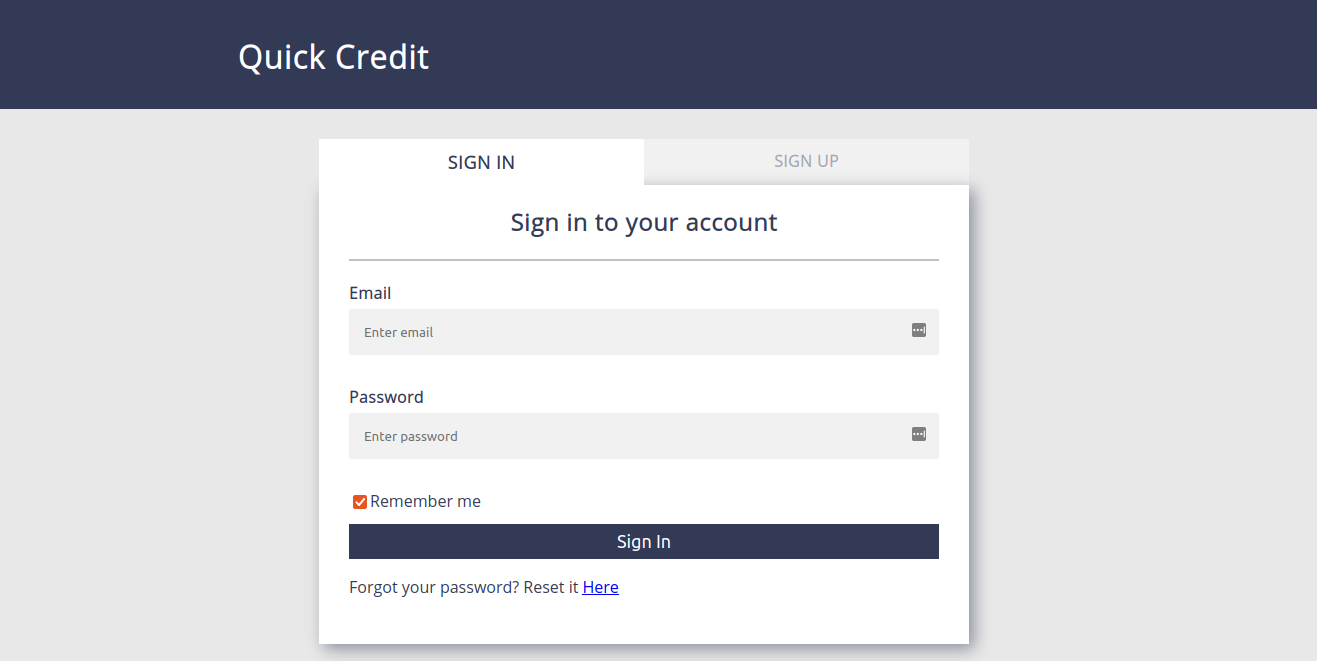 Quick Credit
SIGN IN
SIGN UP
Sign in to your account
Email
Enter email
Password
Enter password
Remember me
Sign In
Forgot your password? Reset it Here